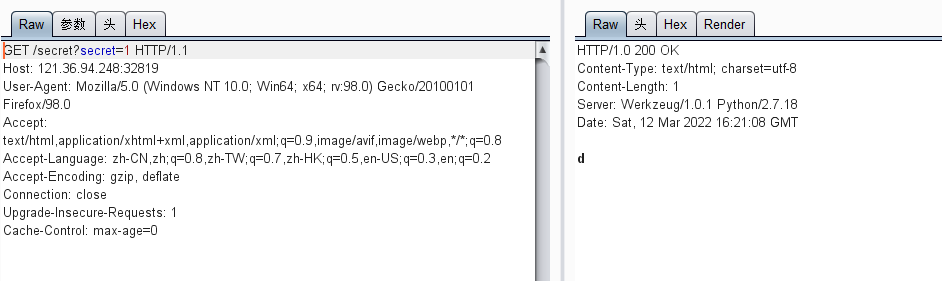 Raw 参数 头 Hex
GET /secret?secret=1 HTTP/1.1
Host: 121.36.94.248:32819
User-Agent: Mozilla/5.0 (Windows NT 10.0; Win64; x64; rv:98.0) Gecko/20100101
Firefox/98.0
Accept:
text/html,application/xhtml+xml,application/xml;q=0.9,image/avif,image/webp,*/*;q=0.8
Accept-Language: zh-CN,zh;q=0.8,zh-TW;q=0.7,zh-HK;q=0.5,en-US;q=0.3,en;q=0.2
Accept-Encoding: gzip, deflate
Connection: close
Upgrade-Insecure-Requests: 1
Cache-Control: max-age=0
Raw 头 Hex Render
HTTP/1.0 200 OK
Content-Type: text/html; charset=utf-8
Content-Length: 1
Server: Werkzeug/1.0.1 Python/2.7.18
Date: Sat, 12 Mar 2022 16:21:08 GMT
d